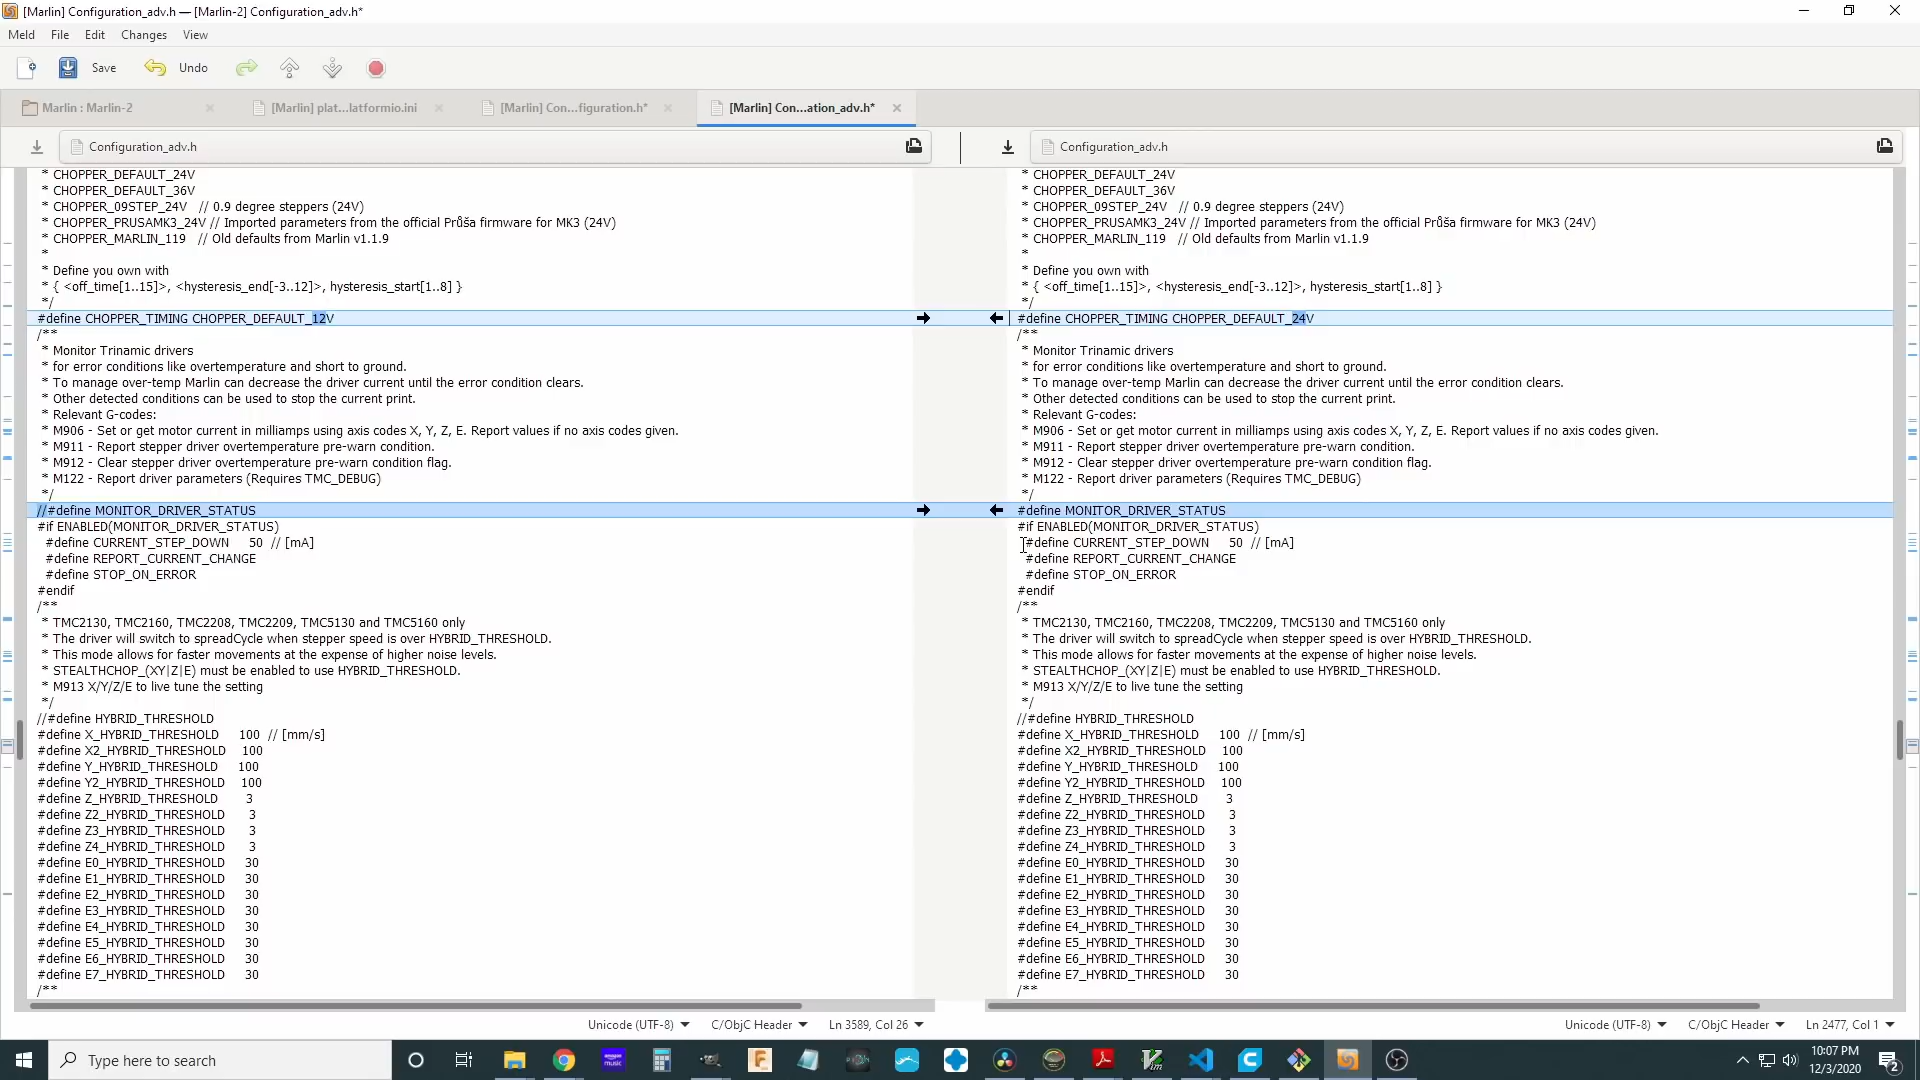 [Marlin] Configuration_adv.h — [Marlin-2] Configuration_adv.h*
Meld File Edit Changes View
Save Undo
Marlin : Marlin-2 [Marlin] plat...latformio.ini [Marlin] Con...figuration.h* [Marlin] Con...ation_adv.h*
Configuration_adv.h
* CHOPPER_DEFAULT_24V
* CHOPPER_DEFAULT_36V
* CHOPPER_09STEP_24V // 0.9 degree steppers (24V)
* CHOPPER_PRUSAMK3_24V // Imported parameters from the official Průša firmware for MK3 (24V)
* CHOPPER_MARLIN_119 // Old defaults from Marlin v1.1.9
*
* Define you own with
* { <off_time[1..15]>, <hysteresis_end[-3..12]>, hysteresis_start[1..8] }
*/
#define CHOPPER_TIMING CHOPPER_DEFAULT_12V
/**
* Monitor Trinamic drivers
* for error conditions like overtemperature and short to ground.
* To manage over-temp Marlin can decrease the driver current until the error condition clears.
* Other detected conditions can be used to stop the current print.
* Relevant G-codes:
* M906 - Set or get motor current in milliamps using axis codes X, Y, Z, E. Report values if no axis codes given.
* M911 - Report stepper driver overtemperature pre-warn condition.
* M912 - Clear stepper driver overtemperature pre-warn condition flag.
* M122 - Report driver parameters (Requires TMC_DEBUG)
*/
//#define MONITOR_DRIVER_STATUS
#if ENABLED(MONITOR_DRIVER_STATUS)
#define CURRENT_STEP_DOWN 50 // [mA]
#define REPORT_CURRENT_CHANGE
#define STOP_ON_ERROR
#endif
/**
* TMC2130, TMC2160, TMC2208, TMC2209, TMC5130 and TMC5160 only
* The driver will switch to spreadCycle when stepper speed is over HYBRID_THRESHOLD.
* This mode allows for faster movements at the expense of higher noise levels.
* STEALTHCHOP_(XY|Z|E) must be enabled to use HYBRID_THRESHOLD.
* M913 X/Y/Z/E to live tune the setting
*/
//#define HYBRID_THRESHOLD
#define X_HYBRID_THRESHOLD 100 // [mm/s]
#define X2_HYBRID_THRESHOLD 100
#define Y_HYBRID_THRESHOLD 100
#define Y2_HYBRID_THRESHOLD 100
#define Z_HYBRID_THRESHOLD 3
#define Z2_HYBRID_THRESHOLD 3
#define Z3_HYBRID_THRESHOLD 3
#define Z4_HYBRID_THRESHOLD 3
#define E0_HYBRID_THRESHOLD 30
#define E1_HYBRID_THRESHOLD 30
#define E2_HYBRID_THRESHOLD 30
#define E3_HYBRID_THRESHOLD 30
#define E4_HYBRID_THRESHOLD 30
#define E5_HYBRID_THRESHOLD 30
#define E6_HYBRID_THRESHOLD 30
#define E7_HYBRID_THRESHOLD 30
/**
Unicode (UTF-8) C/ObjC Header Ln 3589, Col 26
Configuration_adv.h
* CHOPPER_DEFAULT_24V
* CHOPPER_DEFAULT_36V
* CHOPPER_09STEP_24V // 0.9 degree steppers (24V)
* CHOPPER_PRUSAMK3_24V // Imported parameters from the official Průša firmware for MK3 (24V)
* CHOPPER_MARLIN_119 // Old defaults from Marlin v1.1.9
*
* Define you own with
* { <off_time[1..15]>, <hysteresis_end[-3..12]>, hysteresis_start[1..8] }
*/
#define CHOPPER_TIMING CHOPPER_DEFAULT_24V
/**
* Monitor Trinamic drivers
* for error conditions like overtemperature and short to ground.
* To manage over-temp Marlin can decrease the driver current until the error condition clears.
* Other detected conditions can be used to stop the current print.
* Relevant G-codes:
* M906 - Set or get motor current in milliamps using axis codes X, Y, Z, E. Report values if no axis codes given.
* M911 - Report stepper driver overtemperature pre-warn condition.
* M912 - Clear stepper driver overtemperature pre-warn condition flag.
* M122 - Report driver parameters (Requires TMC_DEBUG)
*/
#define MONITOR_DRIVER_STATUS
#if ENABLED(MONITOR_DRIVER_STATUS)
#define CURRENT_STEP_DOWN 50 // [mA]
#define REPORT_CURRENT_CHANGE
#define STOP_ON_ERROR
#endif
/**
* TMC2130, TMC2160, TMC2208, TMC2209, TMC5130 and TMC5160 only
* The driver will switch to spreadCycle when stepper speed is over HYBRID_THRESHOLD.
* This mode allows for faster movements at the expense of higher noise levels.
* STEALTHCHOP_(XY|Z|E) must be enabled to use HYBRID_THRESHOLD.
* M913 X/Y/Z/E to live tune the setting
*/
//#define HYBRID_THRESHOLD
#define X_HYBRID_THRESHOLD 100 // [mm/s]
#define X2_HYBRID_THRESHOLD 100
#define Y_HYBRID_THRESHOLD 100
#define Y2_HYBRID_THRESHOLD 100
#define Z_HYBRID_THRESHOLD 3
#define Z2_HYBRID_THRESHOLD 3
#define Z3_HYBRID_THRESHOLD 3
#define Z4_HYBRID_THRESHOLD 3
#define E0_HYBRID_THRESHOLD 30
#define E1_HYBRID_THRESHOLD 30
#define E2_HYBRID_THRESHOLD 30
#define E3_HYBRID_THRESHOLD 30
#define E4_HYBRID_THRESHOLD 30
#define E5_HYBRID_THRESHOLD 30
#define E6_HYBRID_THRESHOLD 30
#define E7_HYBRID_THRESHOLD 30
/**
Unicode (UTF-8) C/ObjC Header Ln 2477, Col 1
Type here to search
10:07 PM
12/3/2020
2